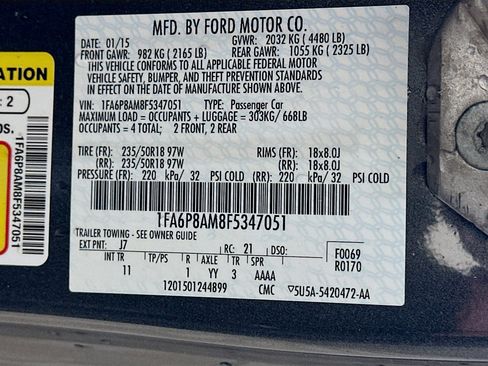 MFD. BY FORD MOTOR CO.
DATE: 01/15 GVWR: 2032 KG ( 4480 LB)
FRONT GAWR: 982 KG ( 2165 LB) REAR GAWR: 1055 KG ( 2325 LB)
THIS VEHICLE CONFORMS TO ALL APPLICABLE FEDERAL MOTOR
VEHICLE SAFETY, BUMPER, AND THEFT PREVENTION STANDARDS
IN EFFECT ON THE DATE OF MANUFACTURE SHOWN ABOVE.
VIN: 1FA6P8AM8F5347051 TYPE: Passenger Car
MAXIMUM LOAD = OCCUPANTS + LUGGAGE = 303KG/ 668LB
OCCUPANTS = 4 TOTAL; 2 FRONT, 2 REAR
TIRE (FR): 235/50R18 97W RIMS (FR): 18x8.0J
(RR): 235/50R18 97W (RR): 18x8.0J
PRESSURE (FR): 220 kPa/ 32 PSI COLD (RR): 220 kPa/ 32 PSI COLD
1FA6P8AM8F5347051
TRAILER TOWING - SEE OWNER GUIDE
EXT PNT: J7 RC: 21 DSO: F0069
R0170
INT TR TP/PS R AXLE TR SPR
11 1 YY 3 AAAA
1201501244899 CMC 5U5A-5420472-AA
ATION
: 2
os.
1FA6P8AM8F5347051